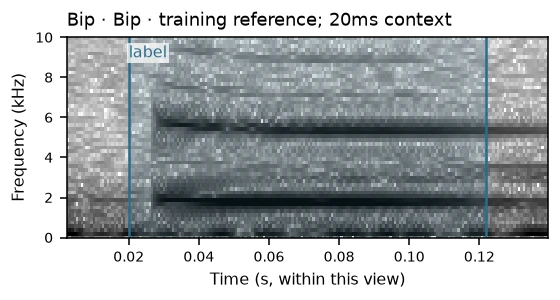 Bip · Bip · training reference; 20ms context
label
Frequency (kHz)
10
8
6
4
2
0
0.02 0.04 0.06 0.08 0.10 0.12
Time (s, within this view)